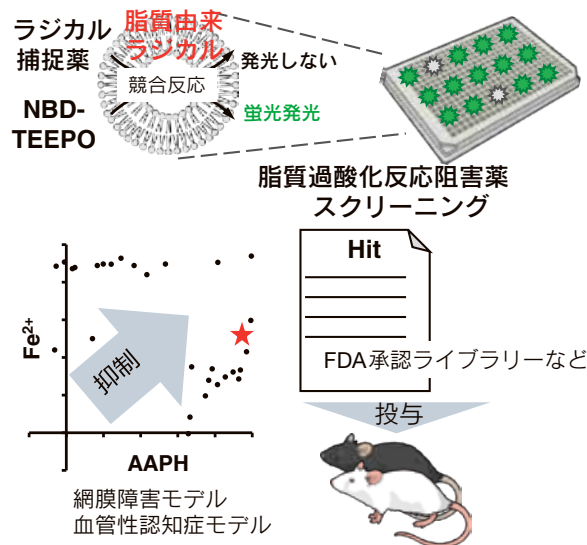 ラジカル
捕捉薬
脂質由来
ラジカル
発光しない
競合反応
NBD-
TEEPO
蛍光発光
脂質過酸化反応阻害薬
スクリーニング
Hit
FDA承認ライブラリーなど
Fe2+
抑制
AAPH
投与
網膜障害モデル
血管性認知症モデル